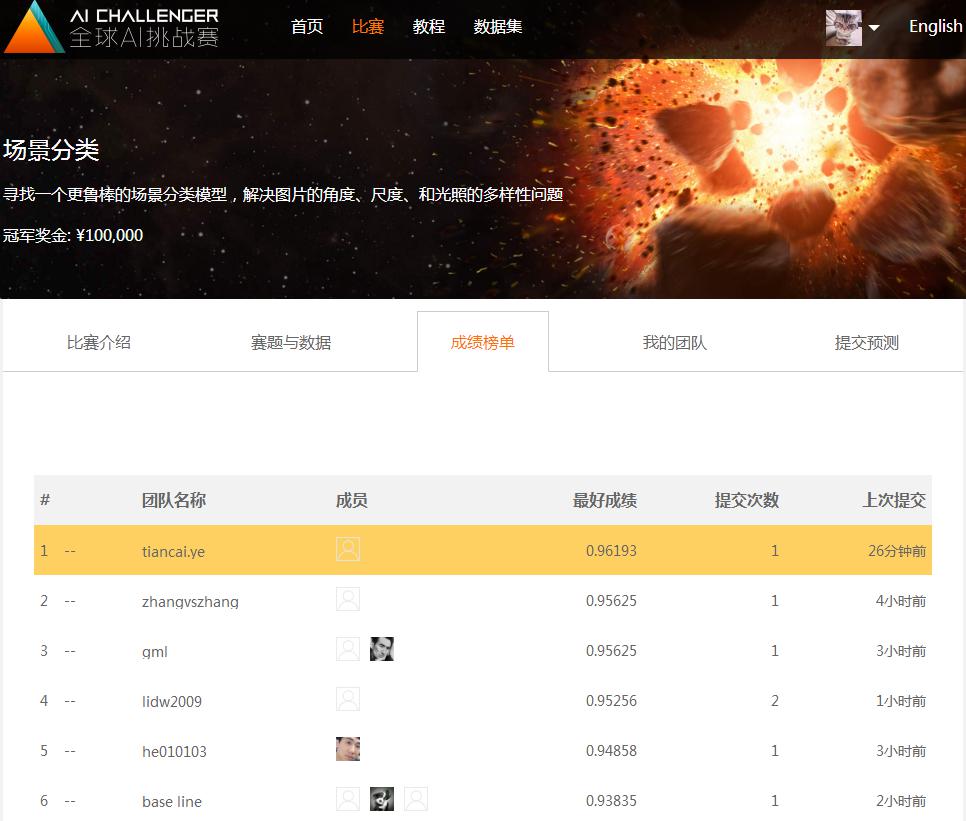 AI CHALLENGER
全球AI挑战赛
首页 比赛 教程 数据集 English
场景分类
寻找一个更鲁棒的场景分类模型，解决图片的角度、尺度、和光照的多样性问题
冠军奖金: ¥100,000
比赛介绍 赛题与数据 成绩榜单 我的团队 提交预测
# 团队名称 成员 最好成绩 提交次数 上次提交
1 -- tiancai.ye 0.96193 1 26分钟前
2 -- zhangvszhang 0.95625 1 4小时前
3 -- gml 0.95625 1 3小时前
4 -- lidw2009 0.95256 2 1小时前
5 -- he010103 0.94858 1 3小时前
6 -- base line 0.93835 1 2小时前